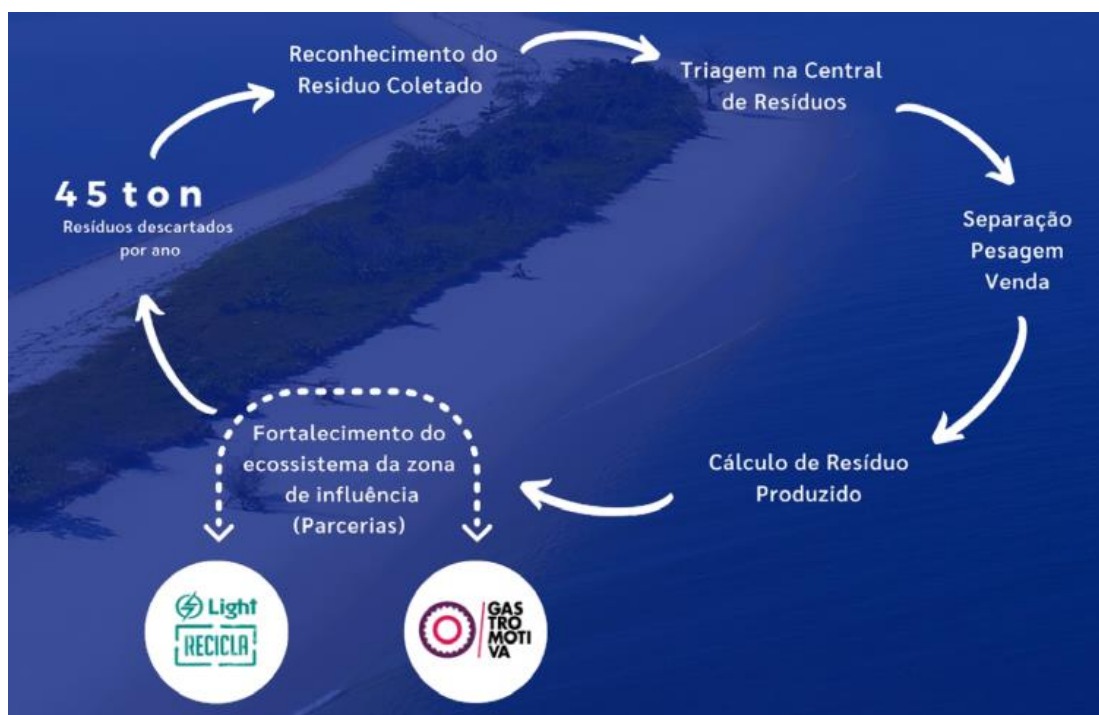 Reconhecimento do
Residuo Coletado
Triagem na Central
de Resíduos
45 ton
Resíduos descartados
por ano
Separação
Pesagem
Venda
Fortalecimento do
ecossistema da zona
de influência
(Parcerias)
Cálculo de Resíduo
Produzido
Light
RECICLA
GAS
TRO
MOTI
VA